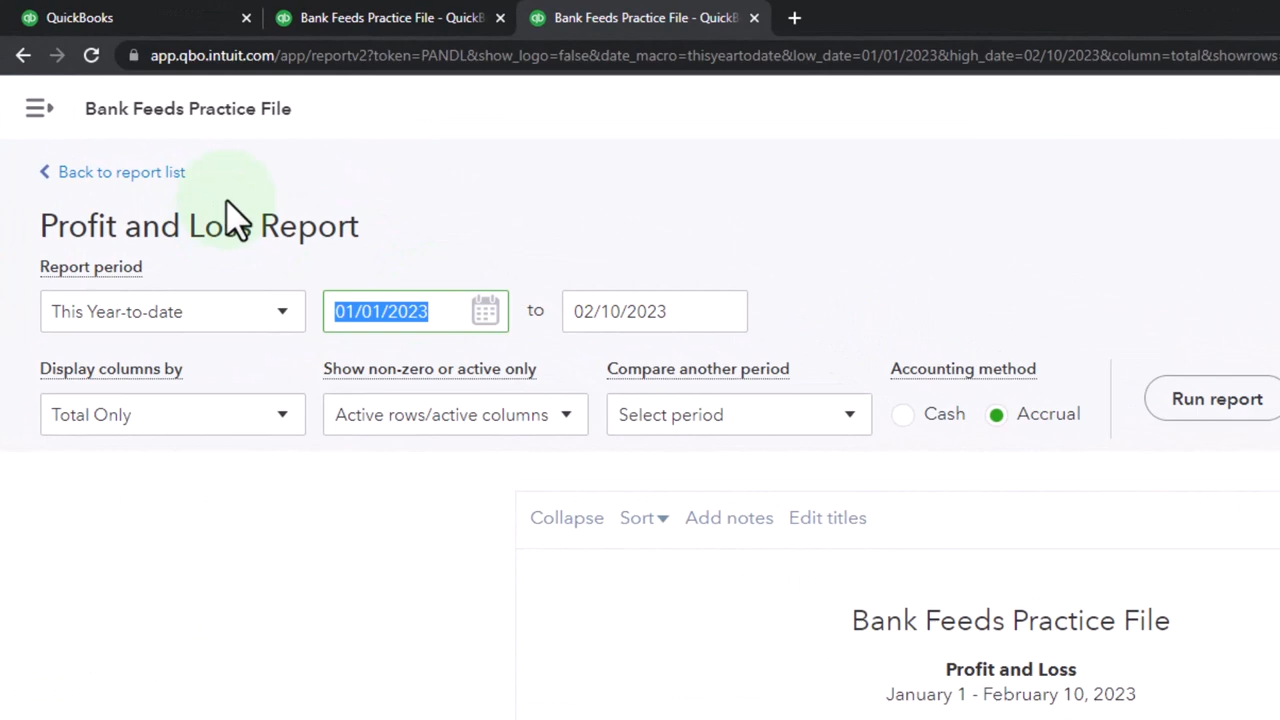 QuickBooks
Bank Feeds Practice File - QuickB
Bank Feeds Practice File - QuickB
app.qbo.intuit.com/app/reportv2?token=PANDL&show_logo=false&date_macro=thisyeartodate&low_date=01/01/2023&high_date=02/10/2023&column=total&showrows=
Bank Feeds Practice File
Back to report list
Profit and Loss Report
Report period
This Year-to-date 01/01/2023 to 02/10/2023
Display columns by Show non-zero or active only Compare another period Accounting method
Total Only Active rows/active columns Select period Cash Accrual Run report
Collapse Sort Add notes Edit titles
Bank Feeds Practice File
Profit and Loss
January 1 - February 10, 2023